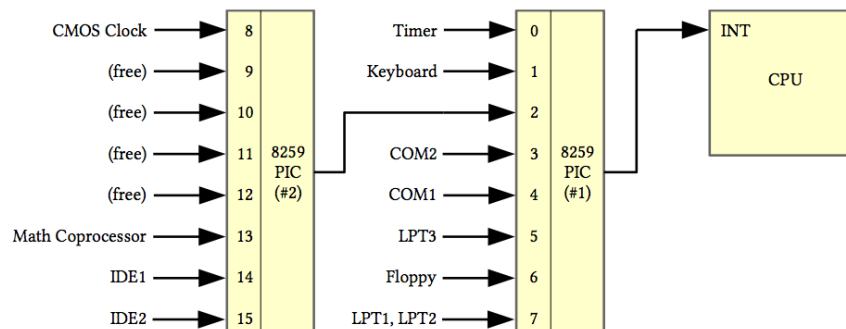 CMOS Clock 8
(free) 9
(free) 10
(free) 11
(free) 12
Math Coprocessor 13
IDE1 14
IDE2 15
8259
PIC
(#2)
Timer 0
Keyboard 1
2
COM2 3
COM1 4
LPT3 5
Floppy 6
LPT1, LPT2 7
8259
PIC
(#1)
INT
CPU